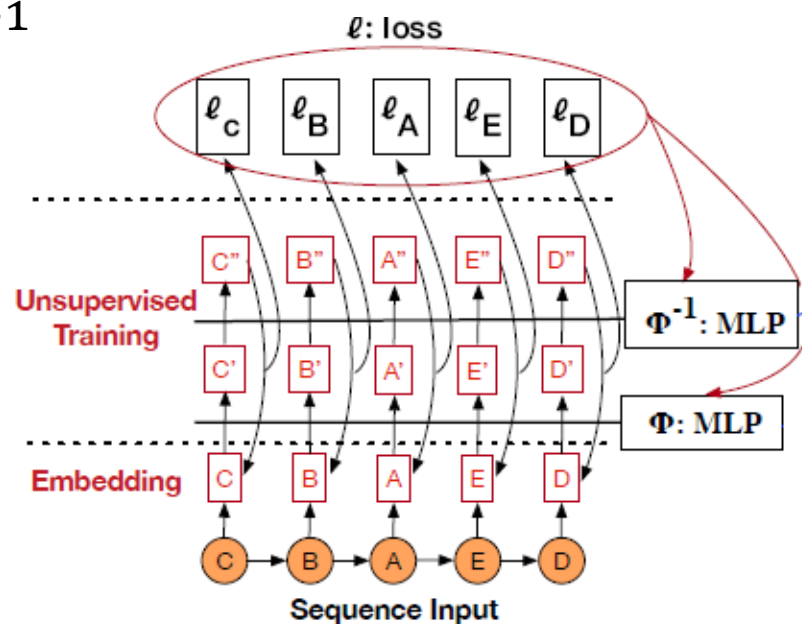 1
ℓ: loss
ℓc ℓB ℓA ℓE ℓD
C" B" A" E" D"
Unsupervised
Training
Φ-1: MLP
C' B' A' E' D'
Φ: MLP
Embedding
C B A E D
C B A E D
Sequence Input